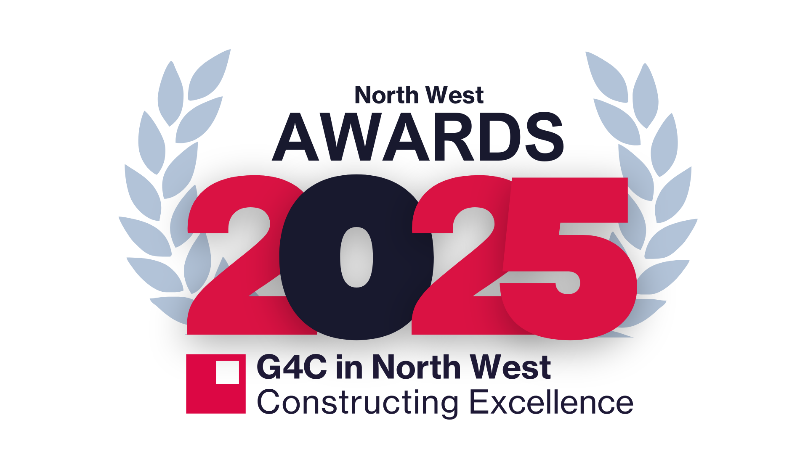 North West
AWARDS
2025
G4C in North West
Constructing Excellence